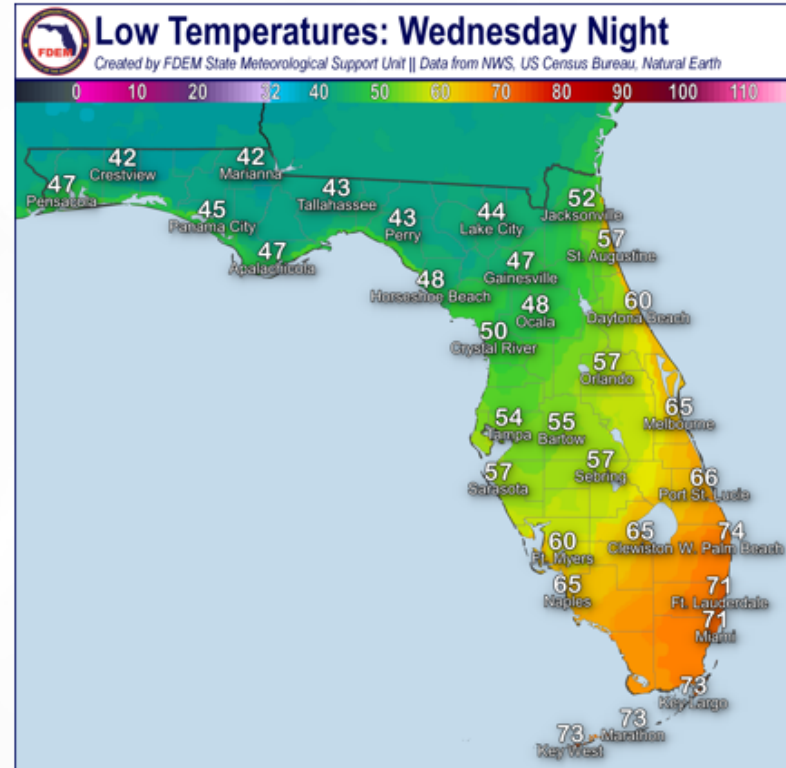 FDEM
Low Temperatures: Wednesday Night
Created by FDEM State Meteorological Support Unit || Data from NWS, US Census Bureau, Natural Earth
0 10 20 32 40 50 60 70 80 90 100 110
42
Crestview
42
Marianna
47
Pensacola
43
Tallahassee
45
Panama City
43
Perry
44
Lake City
52
Jacksonville
47
Apalachicola
57
St. Augustine
47
Gainesville
48
Horseshoe Beach
48
Ocala
60
Daytona Beach
50
Crystal River
57
Orlando
65
Melbourne
54
Tampa
55
Bartow
57
Sarasota
57
Sebring
66
Port St. Lucie
60
Ft. Myers
65
Clewiston
74
W. Palm Beach
65
Naples
71
Ft. Lauderdale
71
Miami
73
Key Largo
73
Marathon
73
Key West